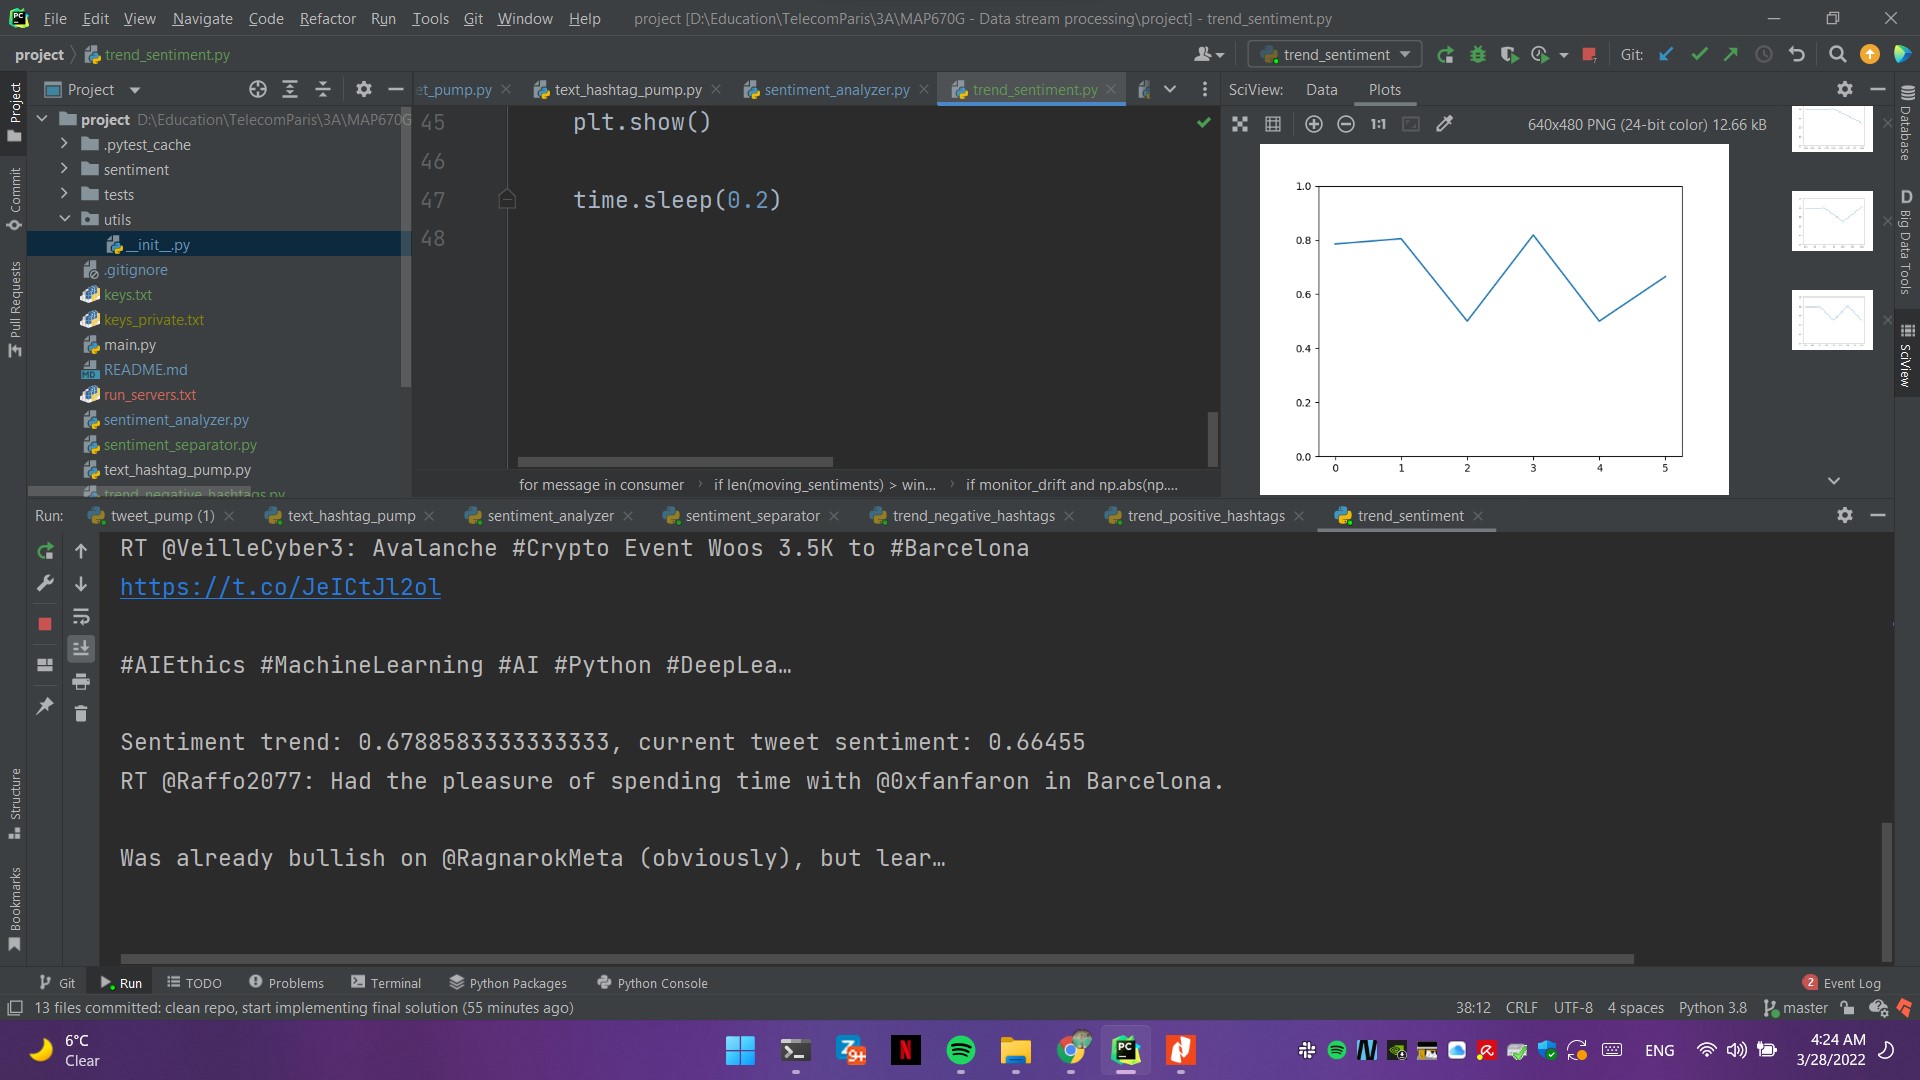 File Edit View Navigate Code Refactor Run Tools Git Window Help project [D:\Education\TelecomParis\3A\MAP670G - Data stream processing\project] - trend_sentiment.py
project trend_sentiment.py trend_sentiment Git:
Project
et_pump.py text_hashtag_pump.py sentiment_analyzer.py trend_sentiment.py
SciView: Data Plots
project D:\Education\TelecomParis\3A\MAP670G
.pytest_cache
sentiment
tests
utils
__init__.py
.gitignore
keys.txt
keys_private.txt
main.py
README.md
run_servers.txt
sentiment_analyzer.py
sentiment_separator.py
text_hashtag_pump.py
trend_negative_hashtags.py
45 plt.show()
46
47 time.sleep(0.2)
48
for message in consumer if len(moving_sentiments) > win... if monitor_drift and np.abs(np....
1:1 640x480 PNG (24-bit color) 12.66 kB
1.0
0.8
0.6
0.4
0.2
0.0
0 1 2 3 4 5
Project
Commit
Pull Requests
Structure
Bookmarks
Database
D Big Data Tools
SciView
Run: tweet_pump (1) text_hashtag_pump sentiment_analyzer sentiment_separator trend_negative_hashtags trend_positive_hashtags trend_sentiment
RT @VeilleCyber3: Avalanche #Crypto Event Woos 3.5K to #Barcelona
https://t.co/JeICtJl2ol
#AIEthics #MachineLearning #AI #Python #DeepLea…
Sentiment trend: 0.6788583333333333, current tweet sentiment: 0.66455
RT @Raffo2077: Had the pleasure of spending time with @0xfanfaron in Barcelona.
Was already bullish on @RagnarokMeta (obviously), but lear…
Git Run TODO Problems Terminal Python Packages Python Console 2 Event Log
13 files committed: clean repo, start implementing final solution (55 minutes ago) 38:12 CRLF UTF-8 4 spaces Python 3.8 master
6°C
Clear
ENG
4:24 AM
3/28/2022